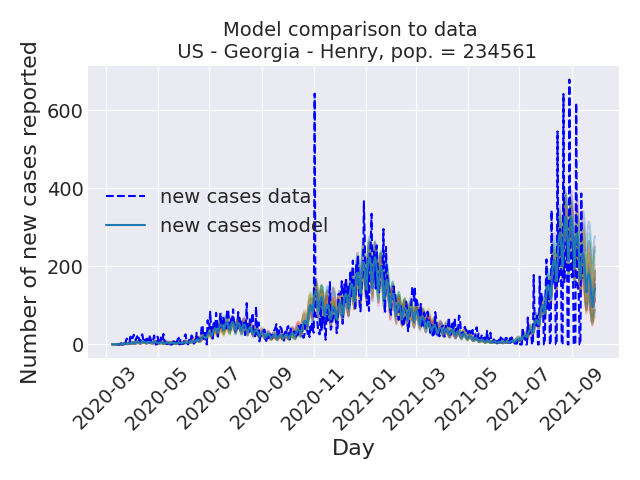 Model comparison to data
US - Georgia - Henry, pop. = 234561
Number of new cases reported
600
400
200
0
new cases data
new cases model
2020-03
2020-05
2020-07
2020-09
2020-11
2021-01
2021-03
2021-05
2021-07
2021-09
Day